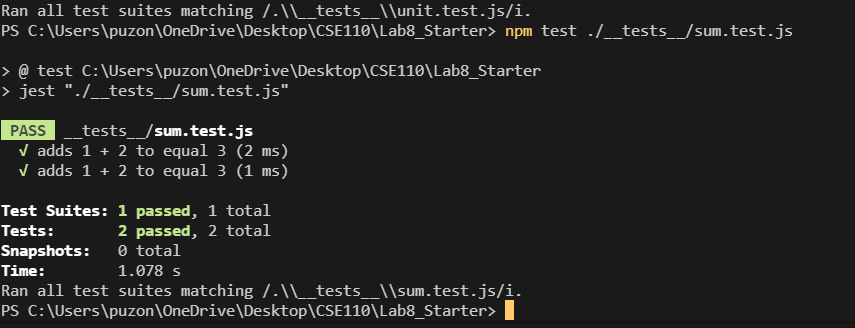 Ran all test suites matching /.\\__tests__\\unit.test.js/i.
PS C:\Users\puzon\OneDrive\Desktop\CSE110\Lab8_Starter> npm test ./__tests__/sum.test.js
> @ test C:\Users\puzon\OneDrive\Desktop\CSE110\Lab8_Starter
> jest "./__tests__/sum.test.js"
PASS __tests__/sum.test.js
√ adds 1 + 2 to equal 3 (2 ms)
√ adds 1 + 2 to equal 3 (1 ms)
Test Suites: 1 passed, 1 total
Tests: 2 passed, 2 total
Snapshots: 0 total
Time: 1.078 s
Ran all test suites matching /.\\__tests__\\sum.test.js/i.
PS C:\Users\puzon\OneDrive\Desktop\CSE110\Lab8_Starter>